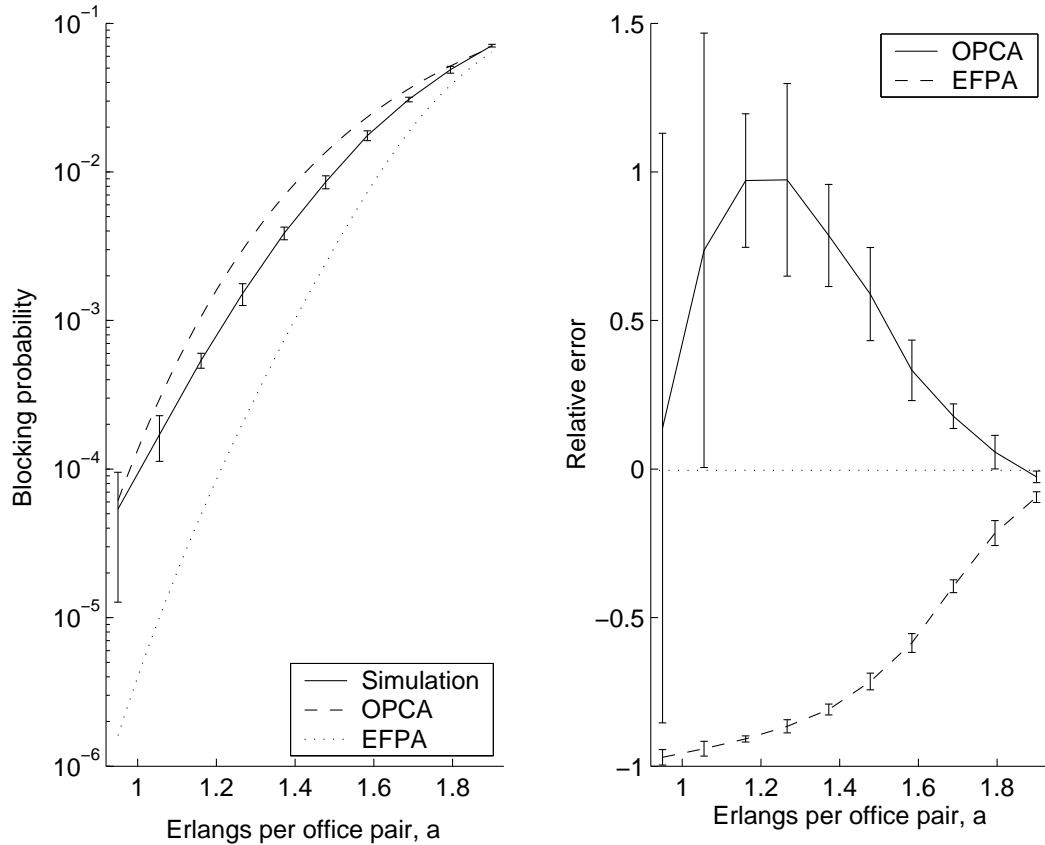 10^−1
10^−2
10^−3
10^−4
10^−5
10^−6
Blocking probability
Simulation
OPCA
EFPA
1 1.2 1.4 1.6 1.8
Erlangs per office pair, a
1.5
1
0.5
0
−0.5
−1
Relative error
OPCA
EFPA
1 1.2 1.4 1.6 1.8
Erlangs per office pair, a